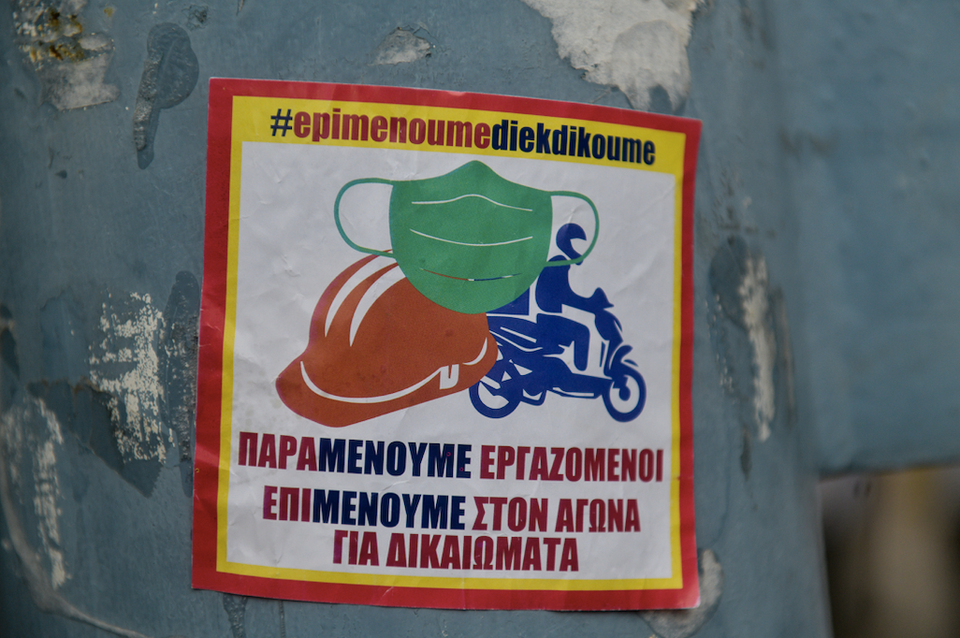 #epimenoumediekdikoume
ΠΑΡΑΜΕΝΟΥΜΕ ΕΡΓΑΖΟΜΕΝΟΙ
ΕΠΙΜΕΝΟΥΜΕ ΣΤΟΝ ΑΓΩΝΑ
ΓΙΑ ΔΙΚΑΙΩΜΑΤΑ